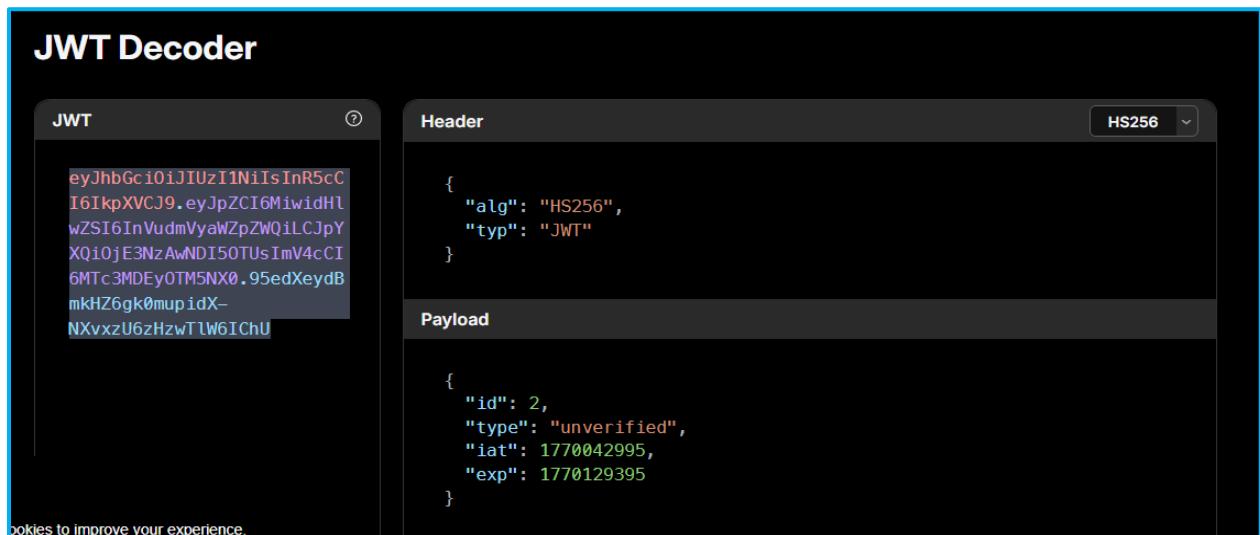 JWT Decoder
JWT
eyJhbGciOiJIUzI1NiIsInR5cC
I6IkpXVCJ9.eyJpZCI6MiwidHl
wZSI6InVudmVyaWZpZWQiLCJpY
XQiOjE3NzAwNDI5OTUsImV4cCI
6MTc3MDEyOTM5NX0.95edXeydB
mkHZ6gk0mupidX-
NXvxzU6zHzwTlW6IChU
Header
HS256
{
"alg": "HS256",
"typ": "JWT"
}
Payload
{
"id": 2,
"type": "unverified",
"iat": 1770042995,
"exp": 1770129395
}
ookies to improve your experience.